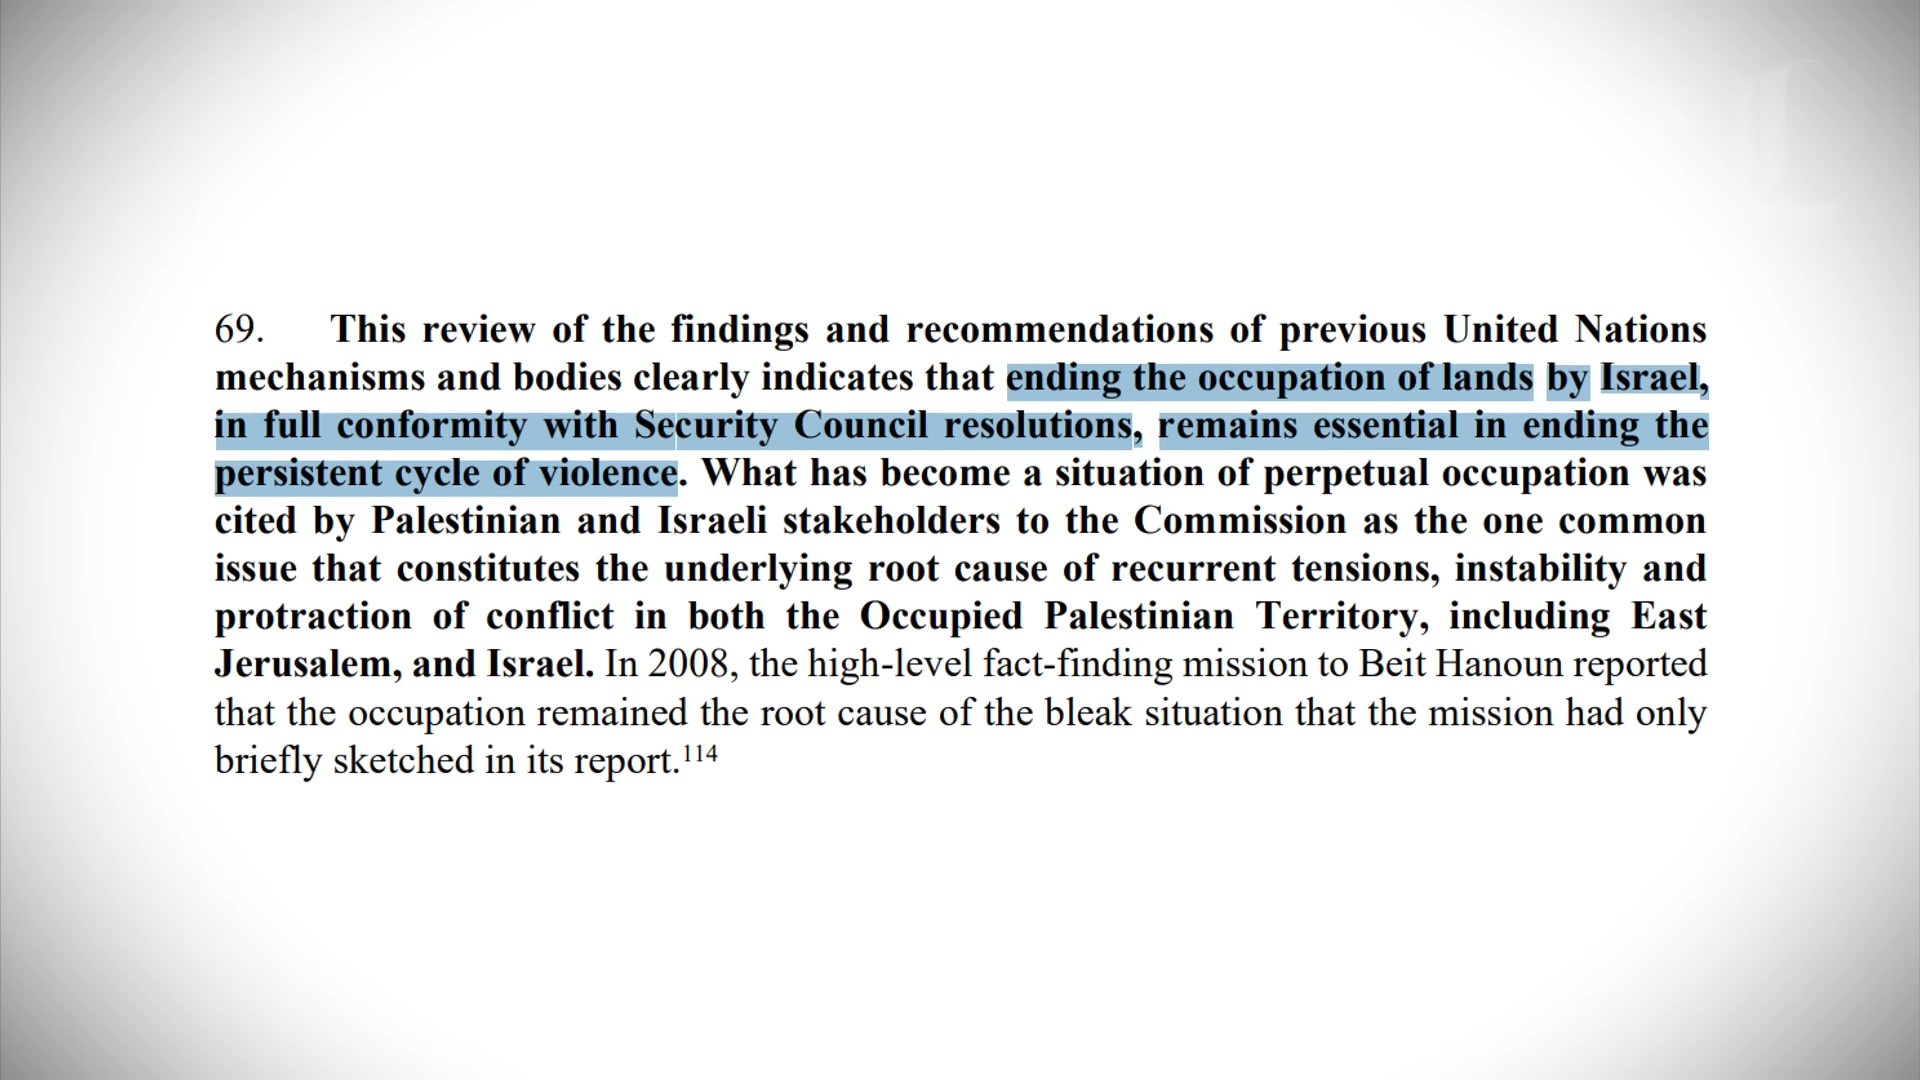 69. This review of the findings and recommendations of previous United Nations
mechanisms and bodies clearly indicates that ending the occupation of lands by Israel,
in full conformity with Security Council resolutions, remains essential in ending the
persistent cycle of violence. What has become a situation of perpetual occupation was
cited by Palestinian and Israeli stakeholders to the Commission as the one common
issue that constitutes the underlying root cause of recurrent tensions, instability and
protraction of conflict in both the Occupied Palestinian Territory, including East
Jerusalem, and Israel. In 2008, the high-level fact-finding mission to Beit Hanoun reported
that the occupation remained the root cause of the bleak situation that the mission had only
briefly sketched in its report.114